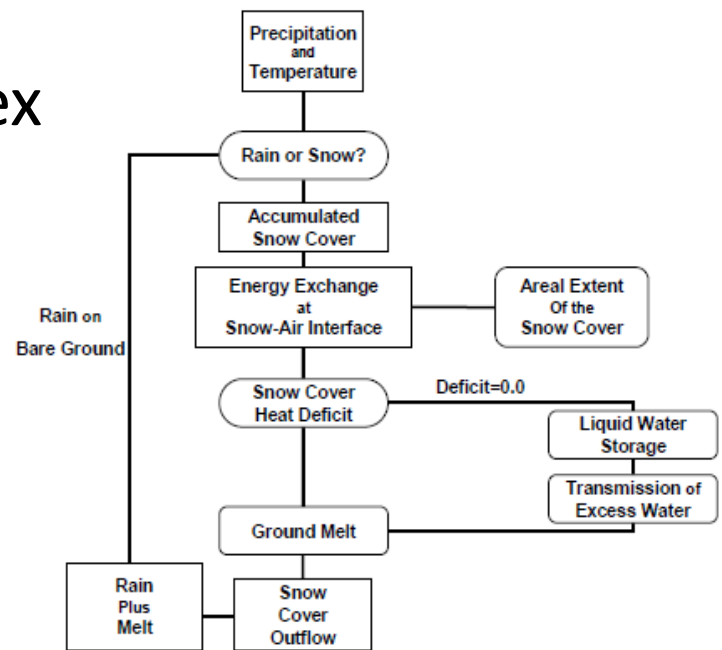 ex
Precipitation
and
Temperature
Rain or Snow?
Accumulated
Snow Cover
Energy Exchange
at
Snow-Air Interface
Areal Extent
Of the
Snow Cover
Rain on
Bare Ground
Snow Cover
Heat Deficit
Deficit=0.0
Liquid Water
Storage
Transmission of
Excess Water
Ground Melt
Rain
Plus
Melt
Snow
Cover
Outflow